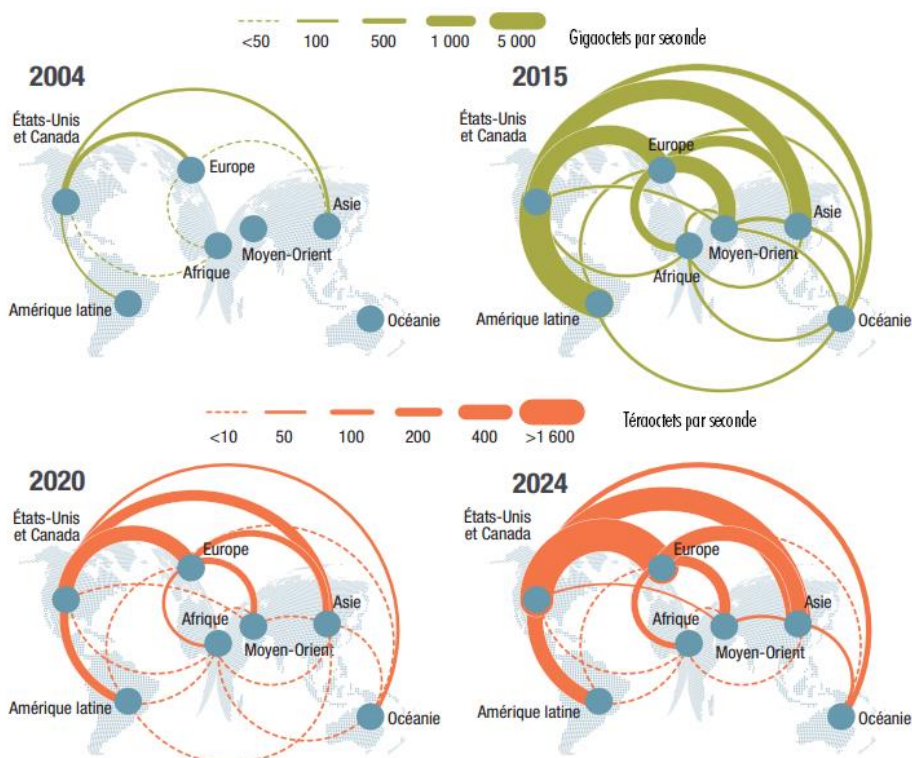 <50 100 500 1 000 5 000 Gigaoctets par seconde
2004
États-Unis
et Canada
Europe
Asie
Moyen-Orient
Afrique
Amérique latine
Océanie
2015
États-Unis
et Canada
Europe
Asie
Moyen-Orient
Afrique
Amérique latine
Océanie
<10 50 100 200 400 >1 600 Téraoctets par seconde
2020
États-Unis
et Canada
Europe
Asie
Afrique
Moyen-Orient
Amérique latine
Océanie
2024
États-Unis
et Canada
Europe
Asie
Afrique
Moyen-Orient
Amérique latine
Océanie